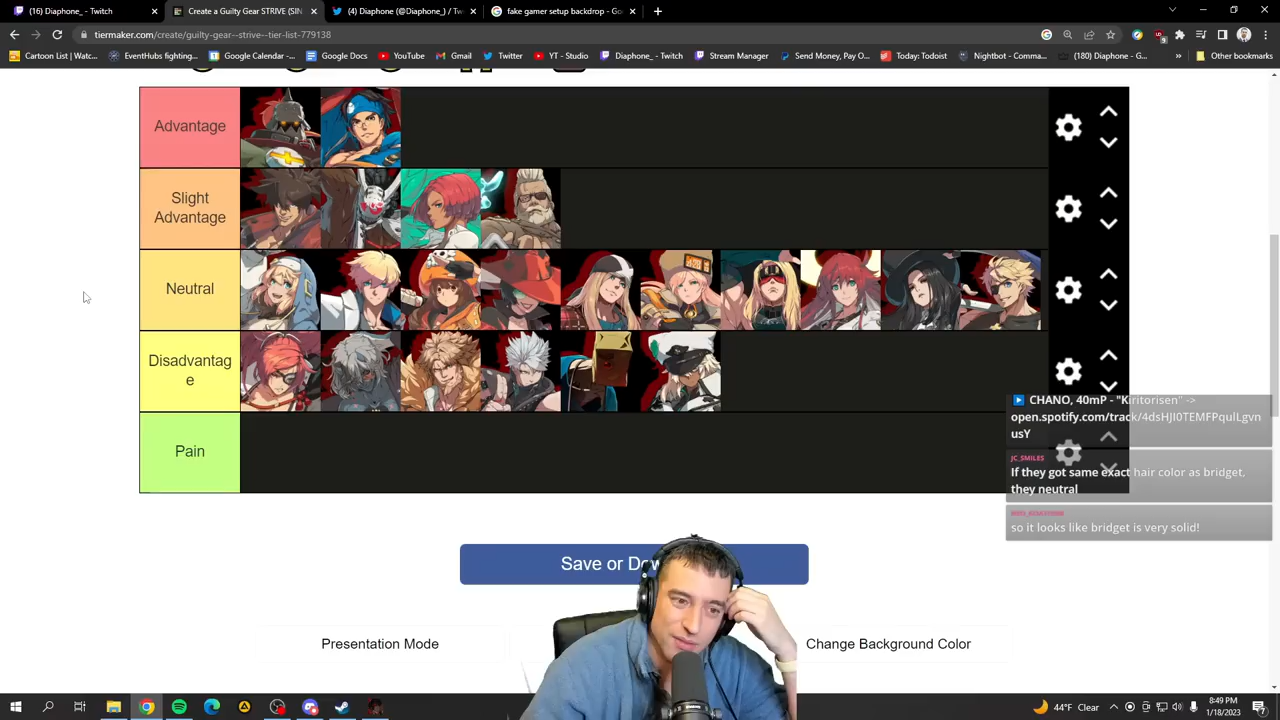 (16) Diaphone_ - Twitch
Create a Guilty Gear STRIVE (SIN
(4) Diaphone (@Diaphone_) / Tw
fake gamer setup backdrop - Go
tiermaker.com/create/guilty-gear--strive--tier-list-779138
Cartoon List | Watc...
EventHubs fighting...
Google Calendar -...
Google Docs
YouTube
Gmail
Twitter
YT - Studio
Diaphone_ - Twitch
Stream Manager
Payments - Send Money, Pay O...
Today: Todoist
Nightbot - Comma...
(180) Diaphone - G...
Other bookmarks
Advantage
Slight
Advantage
Neutral
Disadvantag
e
Pain
CHANO, 40mP - "Kiritorisen" ->
open.spotify.com/track/4dsHJI0TEMFPqulLgvn
usY
JC_SMILES
If they got same exact hair color as bridget,
they neutral
so it looks like bridget is very solid!
Save or Dow
Presentation Mode
Change Background Color
44°F Clear
8:49 PM
1/18/2023